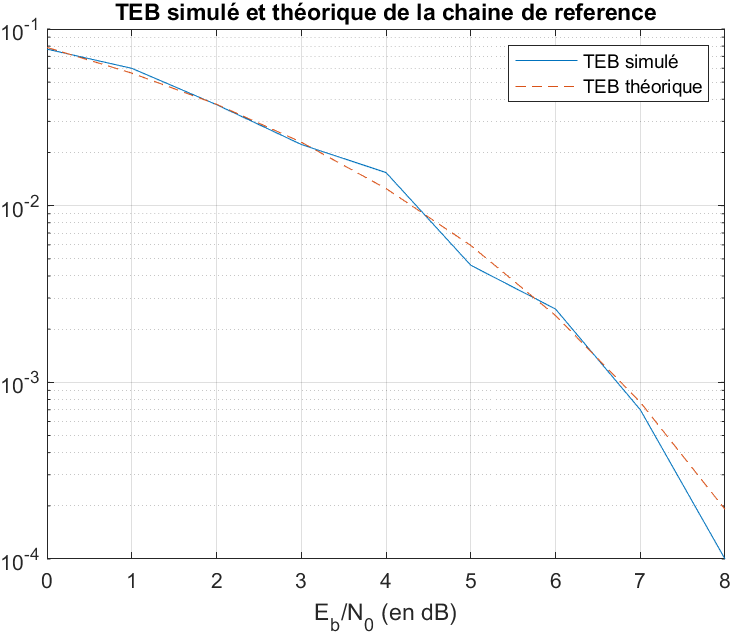 TEB simulé et théorique de la chaine de reference
10^-1
TEB simulé
TEB théorique
10^-2
10^-3
10^-4
0 1 2 3 4 5 6 7 8
E_b/N_0 (en dB)